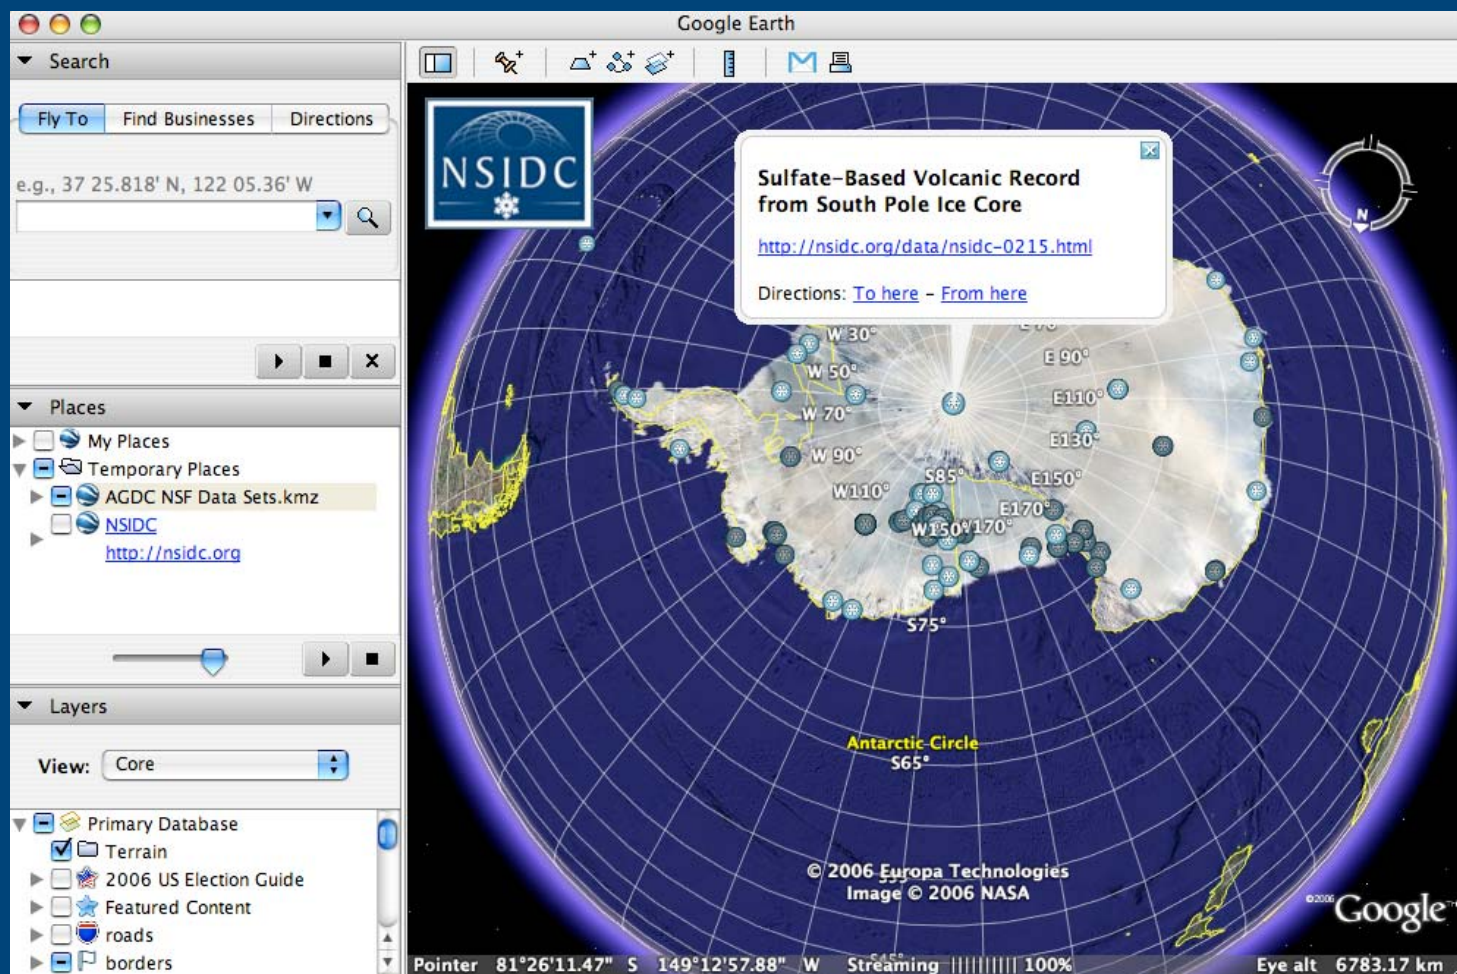 Google Earth
Search
Fly To
Find Businesses
Directions
e.g., 37 25.818' N, 122 05.36' W
Places
My Places
Temporary Places
AGDC NSF Data Sets.kmz
NSIDC
http://nsidc.org
Layers
View: Core
Primary Database
Terrain
2006 US Election Guide
Featured Content
roads
borders
NSIDC
Sulfate-Based Volcanic Record
from South Pole Ice Core
http://nsidc.org/data/nsidc-0215.html
Directions: To here - From here
N
W 30°
E 90°
W 50°
E110°
W 70°
E130°
W 90°
S85°
E150°
W110°
E170°
W150°
W170°
S75°
Antarctic Circle
S65°
© 2006 Europa Technologies
Image © 2006 NASA
©2006 Google
Pointer 81°26'11.47" S 149°12'57.88" W Streaming |||||||||| 100% Eye alt 6783.17 km